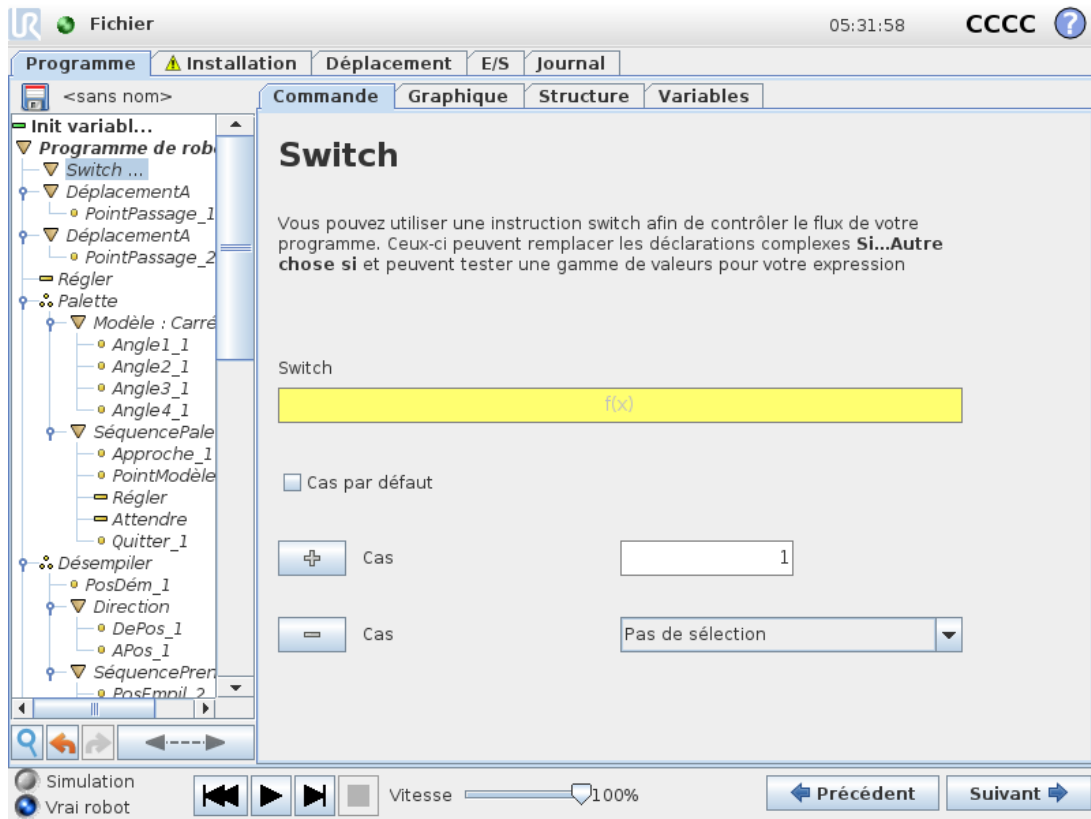 UR Fichier 05:31:58 CCCC ?
Programme Installation Déplacement E/S Journal
<sans nom> Commande Graphique Structure Variables
Init variabl...
Programme de rob
Switch ...
DéplacementA
PointPassage_1
DéplacementA
PointPassage_2
Régler
Palette
Modèle : Carré
Angle1_1
Angle2_1
Angle3_1
Angle4_1
SéquencePale
Approche_1
PointModèle
Régler
Attendre
Quitter_1
Désempiler
PosDém_1
Direction
DePos_1
APos_1
SéquencePren
PosEmpil_2
Switch
Vous pouvez utiliser une instruction switch afin de contrôler le flux de votre
programme. Ceux-ci peuvent remplacer les déclarations complexes Si...Autre
chose si et peuvent tester une gamme de valeurs pour votre expression
Switch
f(x)
Cas par défaut
Cas 1
Cas Pas de sélection
Simulation
Vrai robot
Vitesse 100%
Précédent Suivant